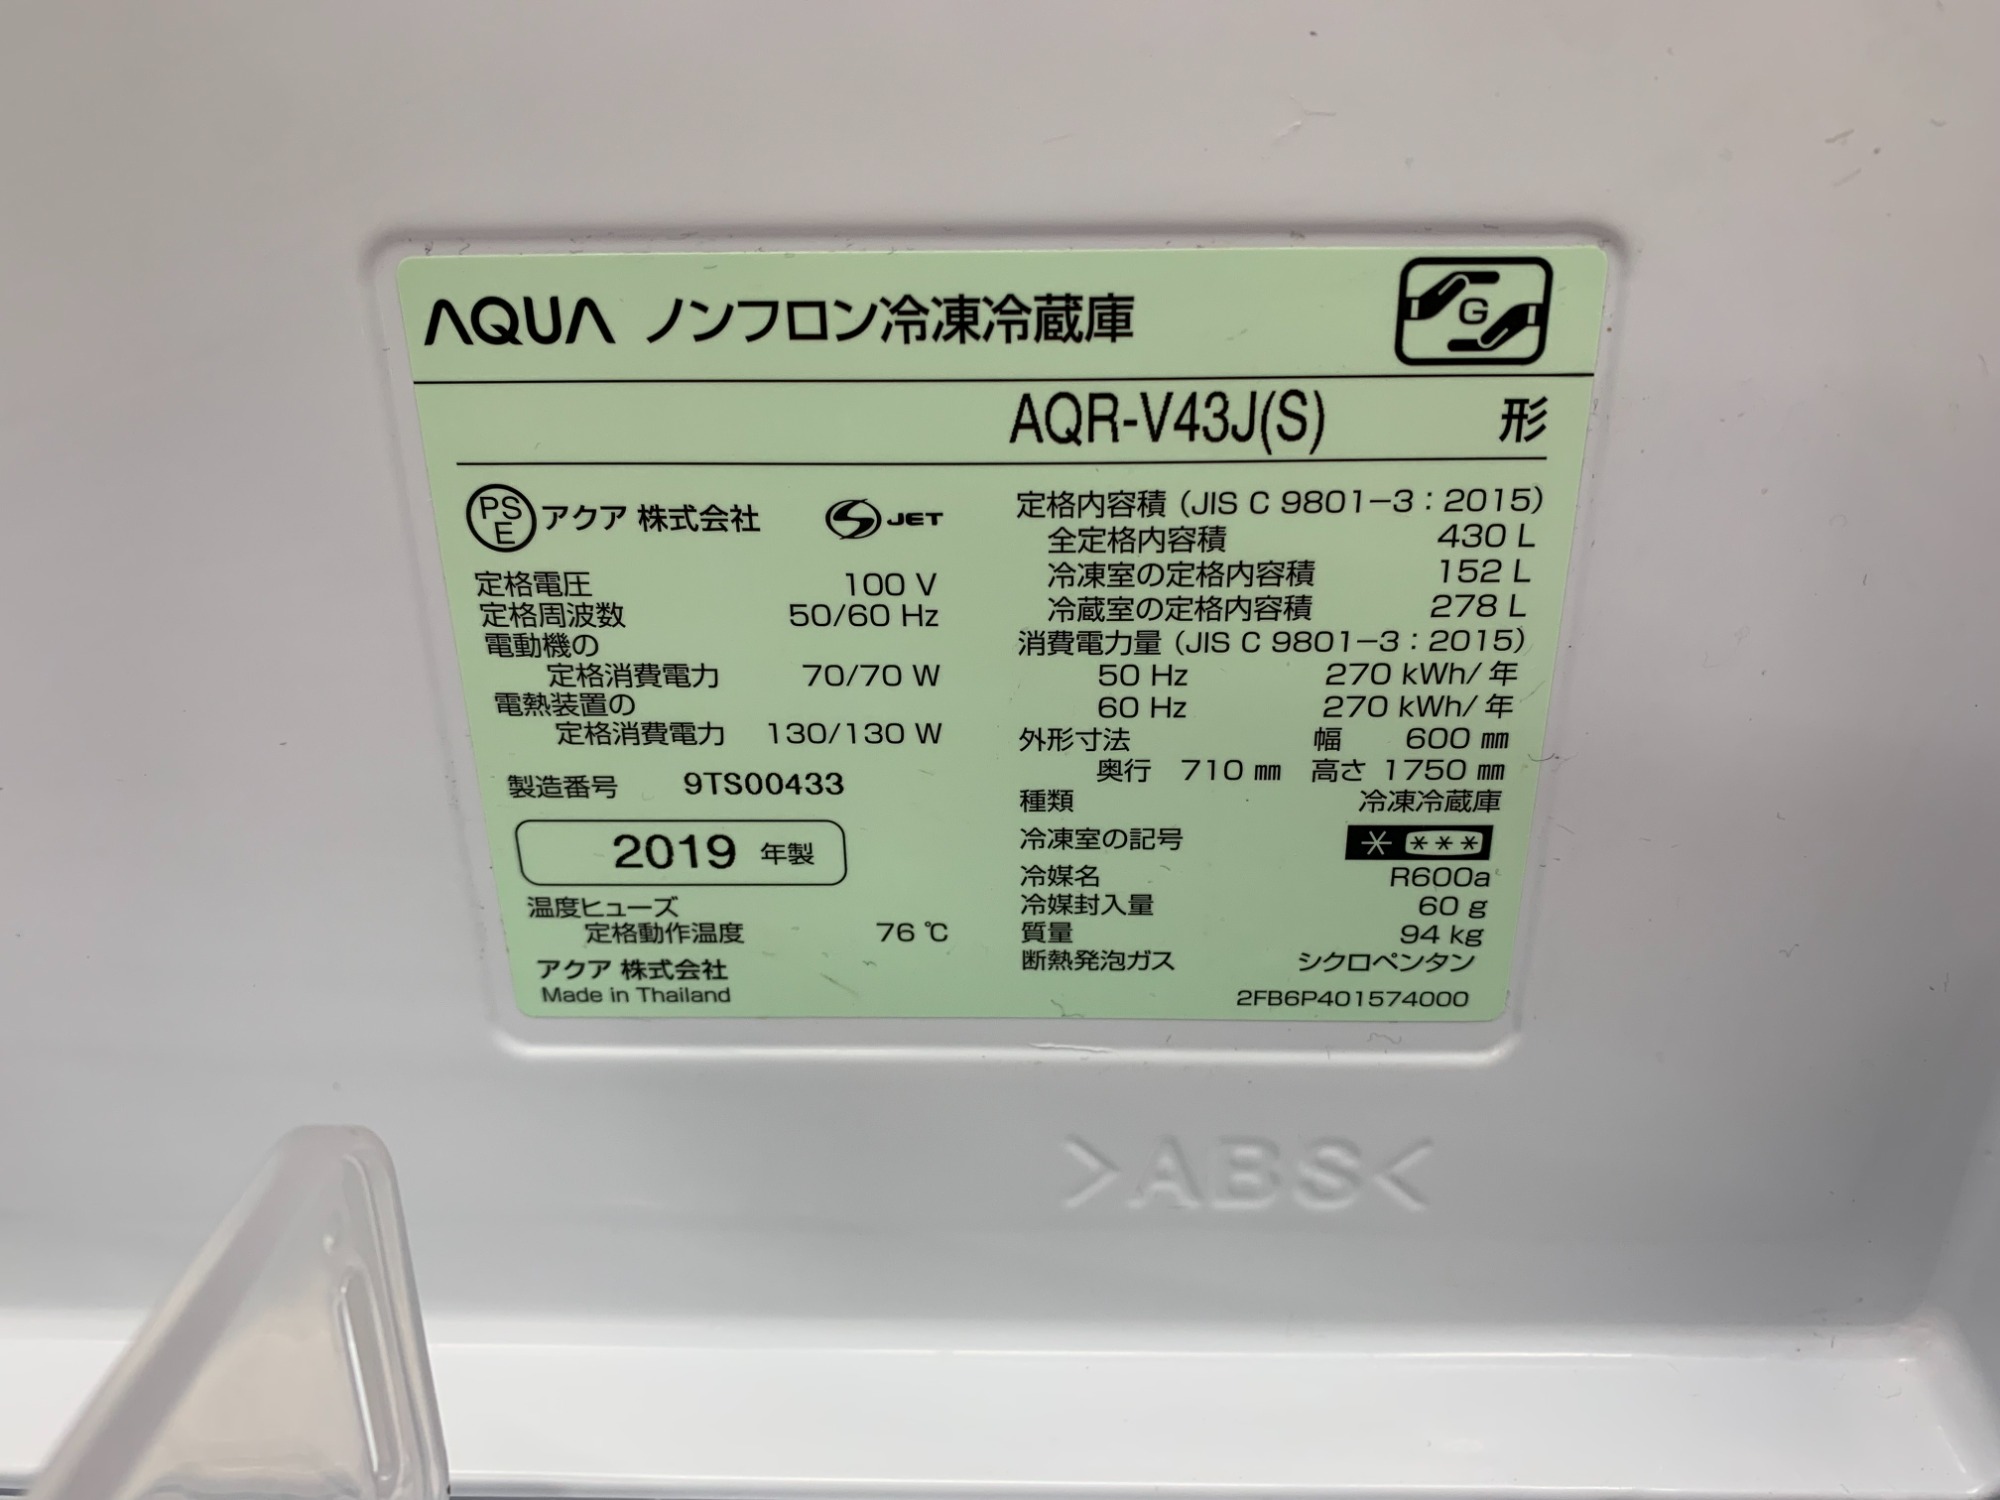 AQUA ノンフロン冷凍冷蔵庫
G
AQR-V43J(S) 形
PSE アクア 株式会社 JET
定格電圧 100 V
定格周波数 50/60 Hz
電動機の
定格消費電力 70/70 W
電熱装置の
定格消費電力 130/130 W
製造番号 9TS00433
2019 年製
温度ヒューズ
定格動作温度 76 ℃
アクア 株式会社
Made in Thailand
定格内容積 (JIS C 9801-3 : 2015)
全定格内容積 430 L
冷凍室の定格内容積 152 L
冷蔵室の定格内容積 278 L
消費電力量 (JIS C 9801-3 : 2015)
50 Hz 270 kWh/年
60 Hz 270 kWh/年
外形寸法 幅 600 ㎜
奥行 710 ㎜ 高さ 1750 ㎜
種類 冷凍冷蔵庫
冷凍室の記号 * ***
冷媒名 R600a
冷媒封入量 60 g
質量 94 kg
断熱発泡ガス シクロペンタン
2FB6P401574000
>ABS<